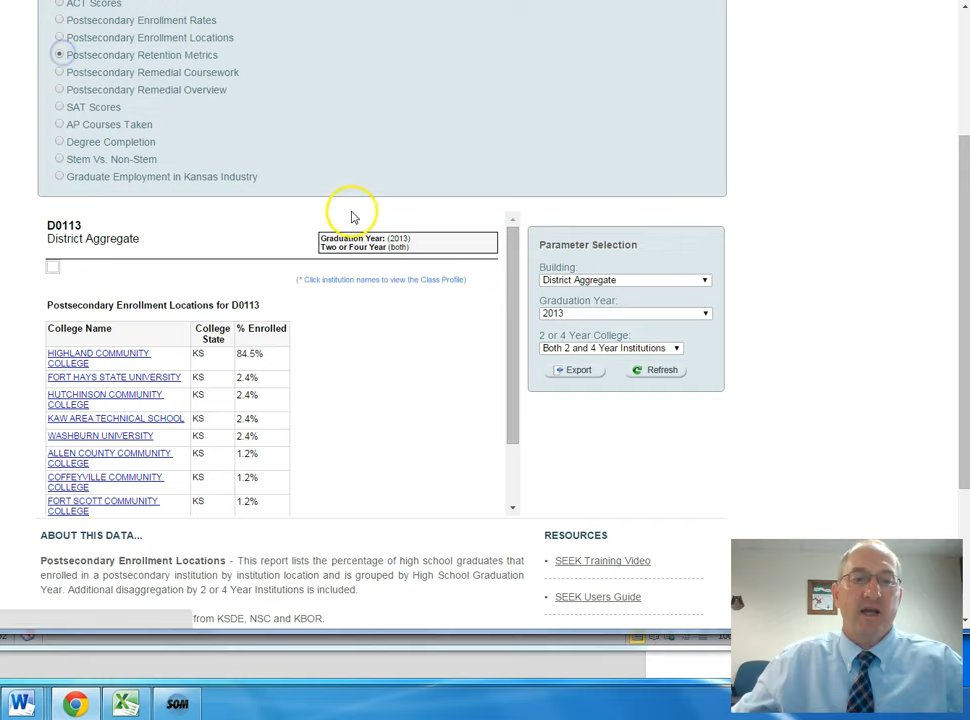 ACT Scores
Postsecondary Enrollment Rates
Postsecondary Enrollment Locations
Postsecondary Retention Metrics
Postsecondary Remedial Coursework
Postsecondary Remedial Overview
SAT Scores
AP Courses Taken
Degree Completion
Stem Vs. Non-Stem
Graduate Employment in Kansas Industry
D0113
District Aggregate
Graduation Year: (2013)
Two or Four Year (both)
(* Click institution names to view the Class Profile)
Postsecondary Enrollment Locations for D0113
College Name College State % Enrolled
HIGHLAND COMMUNITY COLLEGE KS 84.5%
FORT HAYS STATE UNIVERSITY KS 2.4%
HUTCHINSON COMMUNITY COLLEGE KS 2.4%
KAW AREA TECHNICAL SCHOOL KS 2.4%
WASHBURN UNIVERSITY KS 2.4%
ALLEN COUNTY COMMUNITY COLLEGE KS 1.2%
COFFEYVILLE COMMUNITY COLLEGE KS 1.2%
FORT SCOTT COMMUNITY COLLEGE KS 1.2%
Parameter Selection
Building:
District Aggregate
Graduation Year:
2013
2 or 4 Year College:
Both 2 and 4 Year Institutions
Export Refresh
ABOUT THIS DATA...
Postsecondary Enrollment Locations - This report lists the percentage of high school graduates that
enrolled in a postsecondary institution by institution location and is grouped by High School Graduation
Year. Additional disaggregation by 2 or 4 Year Institutions is included.
from KSDE, NSC and KBOR.
RESOURCES
SEEK Training Video
SEEK Users Guide
SOM